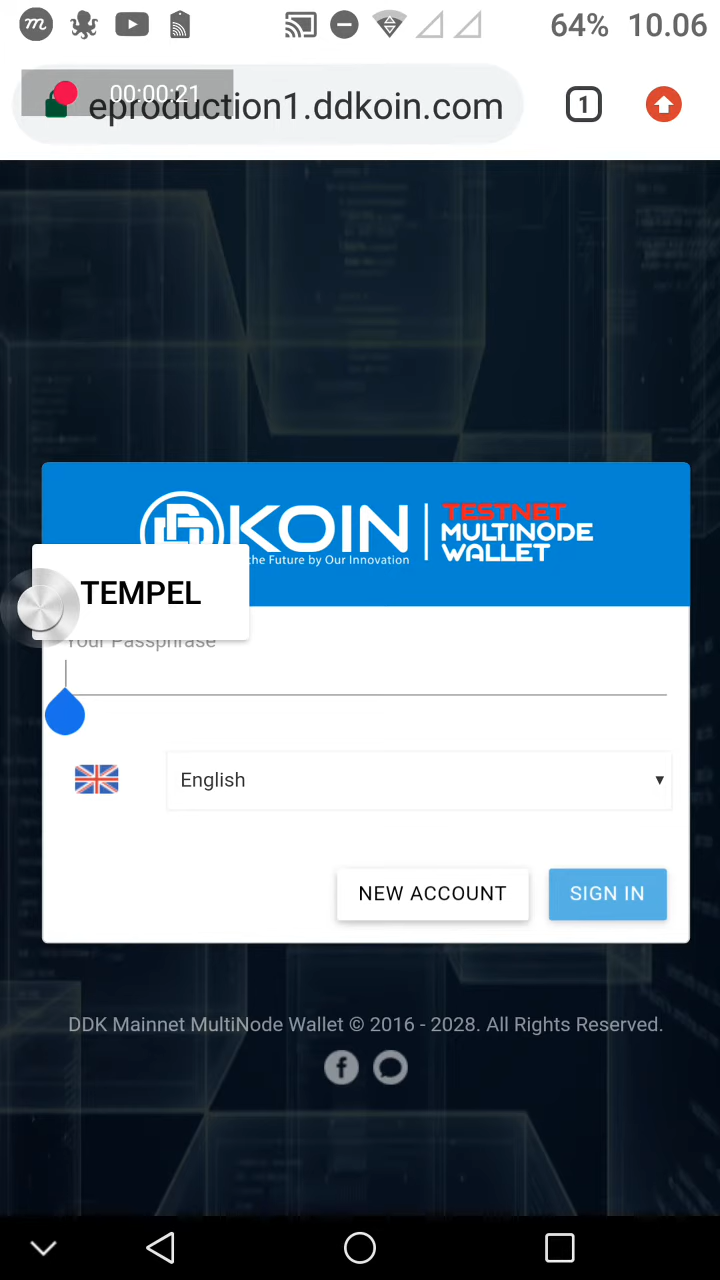 64% 10.06
00:00:21
eproduction1.ddkoin.com
1
DDKOIN
TESTNET
MULTINODE
WALLET
the Future by Our Innovation
TEMPEL
Your Passphrase
English
NEW ACCOUNT
SIGN IN
DDK Mainnet MultiNode Wallet © 2016 - 2028. All Rights Reserved.